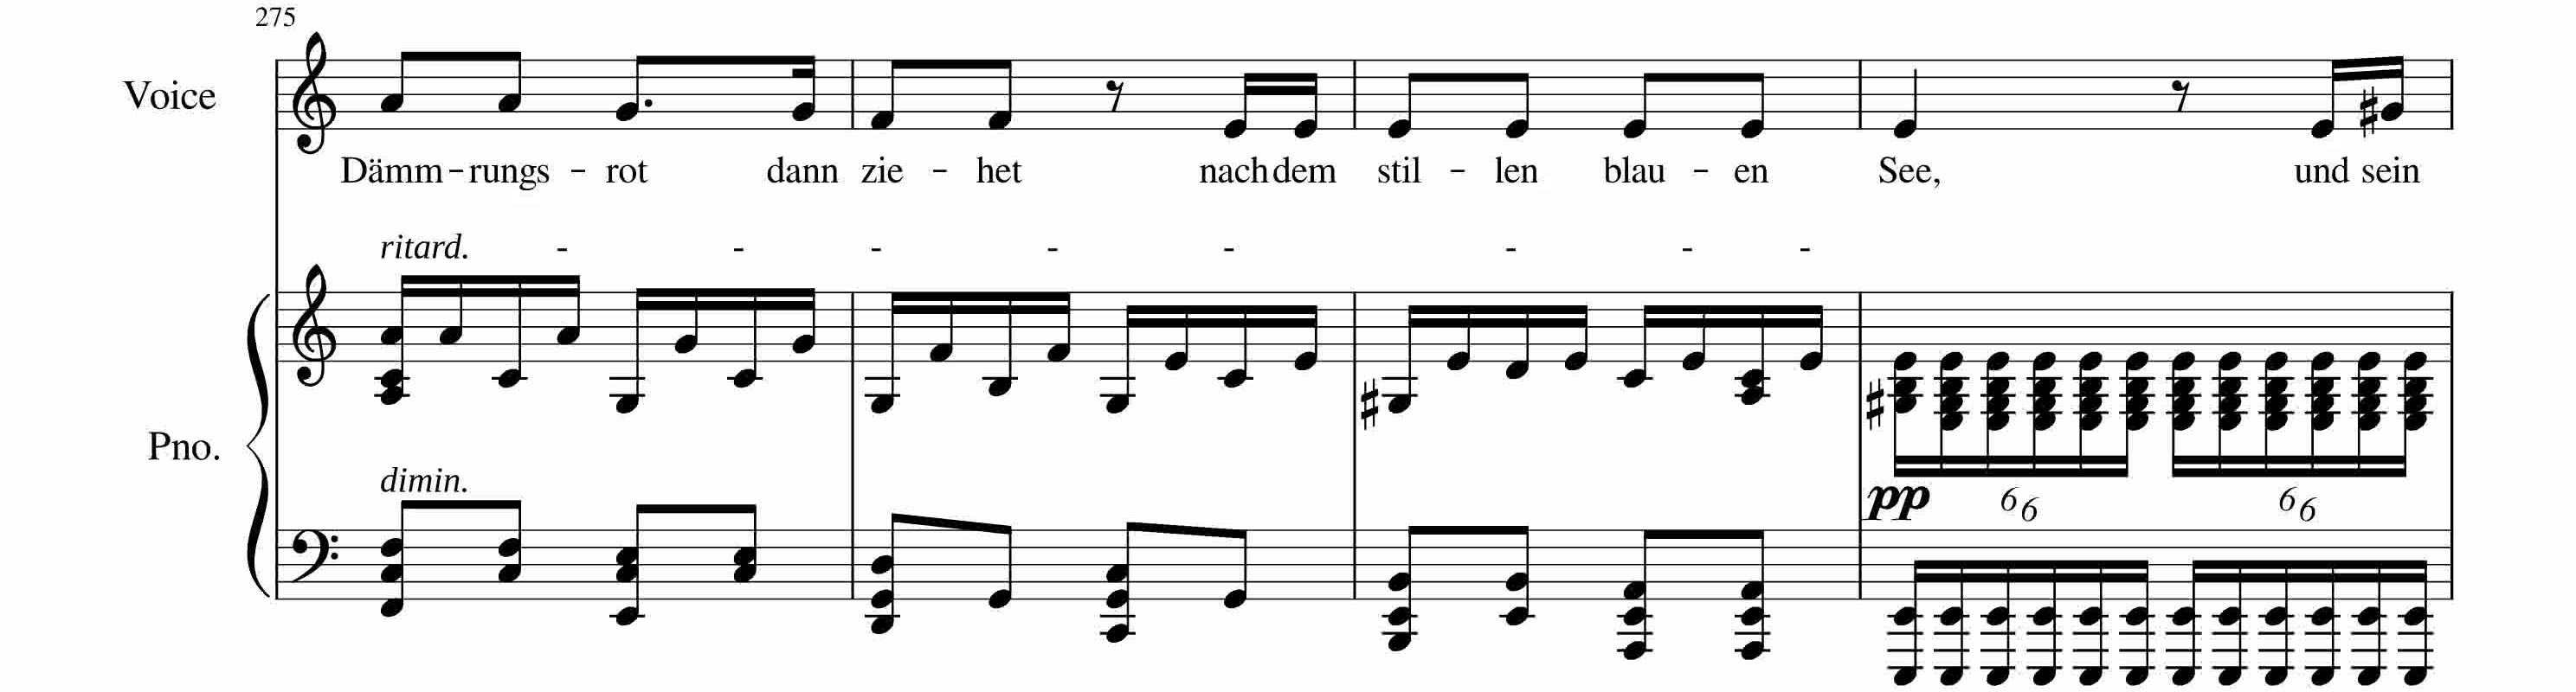 275
Voice
Dämm-rungs - rot dann zie - het nach dem stil - len blau - en See, und sein
ritard. - - - - - - - -
Pno.
dimin.
pp 6 6 6 6